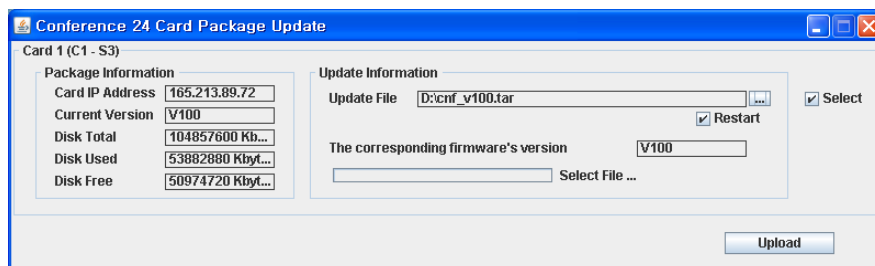 Conference 24 Card Package Update
Card 1 (C1 - S3)
Package Information
Card IP Address 165.213.89.72
Current Version V100
Disk Total 104857600 Kb...
Disk Used 53882880 Kbyt...
Disk Free 50974720 Kbyt...
Update Information
Update File D:\cnf_v100.tar ...
Restart
The corresponding firmware's version V100
Select File ...
Select
Upload